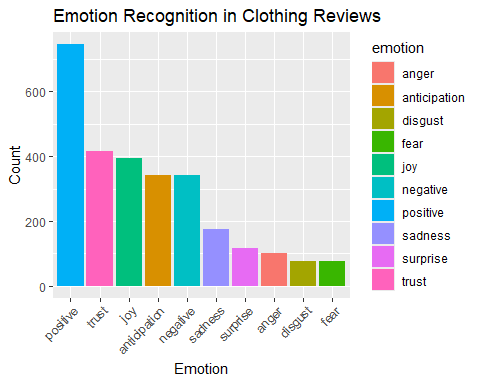 Emotion Recognition in Clothing Reviews
Count
600
400
200
0
positive
trust
joy
anticipation
negative
sadness
surprise
anger
disgust
fear
Emotion
emotion
anger
anticipation
disgust
fear
joy
negative
positive
sadness
surprise
trust